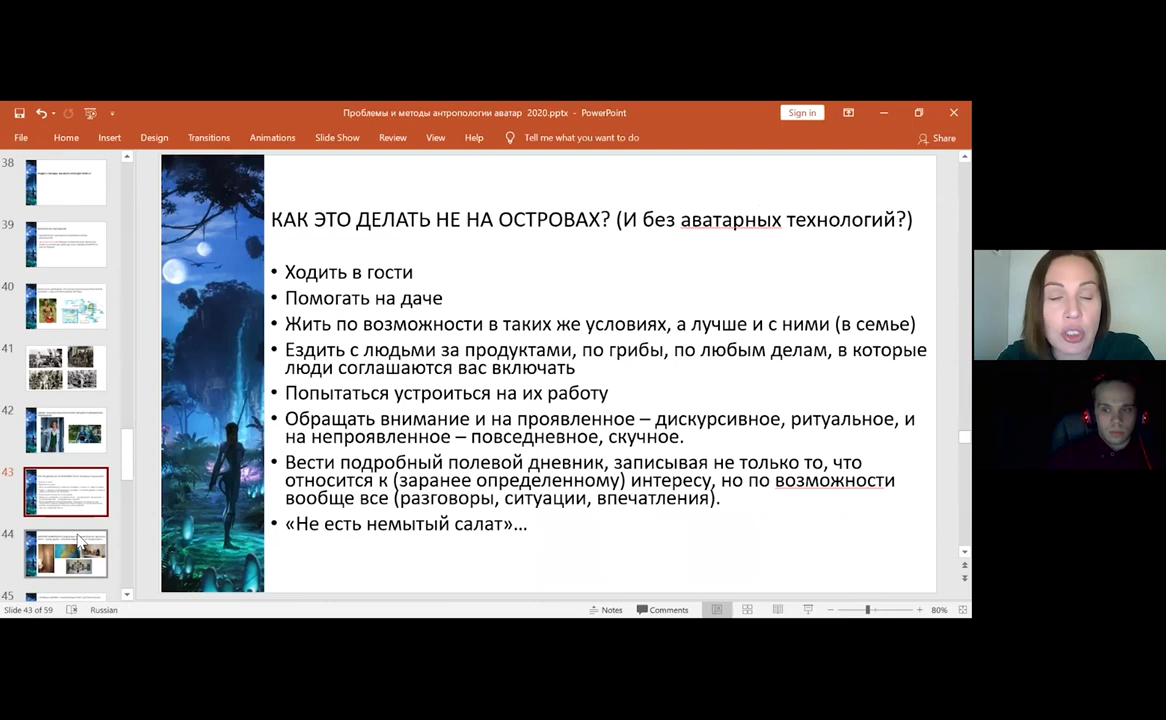 Проблемы и методы антропологии аватар 2020.pptx - PowerPoint
Sign in
File Home Insert Design Transitions Animations Slide Show Review View Help Tell me what you want to do
Share
38
39
40
41
42
43
44
45
КАК ЭТО ДЕЛАТЬ НЕ НА ОСТРОВАХ? (И без аватарных технологий?)
• Ходить в гости
• Помогать на даче
• Жить по возможности в таких же условиях, а лучше и с ними (в семье)
• Ездить с людьми за продуктами, по грибы, по любым делам, в которые
люди соглашаются вас включать
• Попытаться устроиться на их работу
• Обращать внимание и на проявленное – дискурсивное, ритуальное, и
на непроявленное – повседневное, скучное.
• Вести подробный полевой дневник, записывая не только то, что
относится к (заранее определенному) интересу, но по возможности
вообще все (разговоры, ситуации, впечатления).
• «Не есть немытый салат»...
Slide 43 of 59
Russian
Notes
Comments
80%